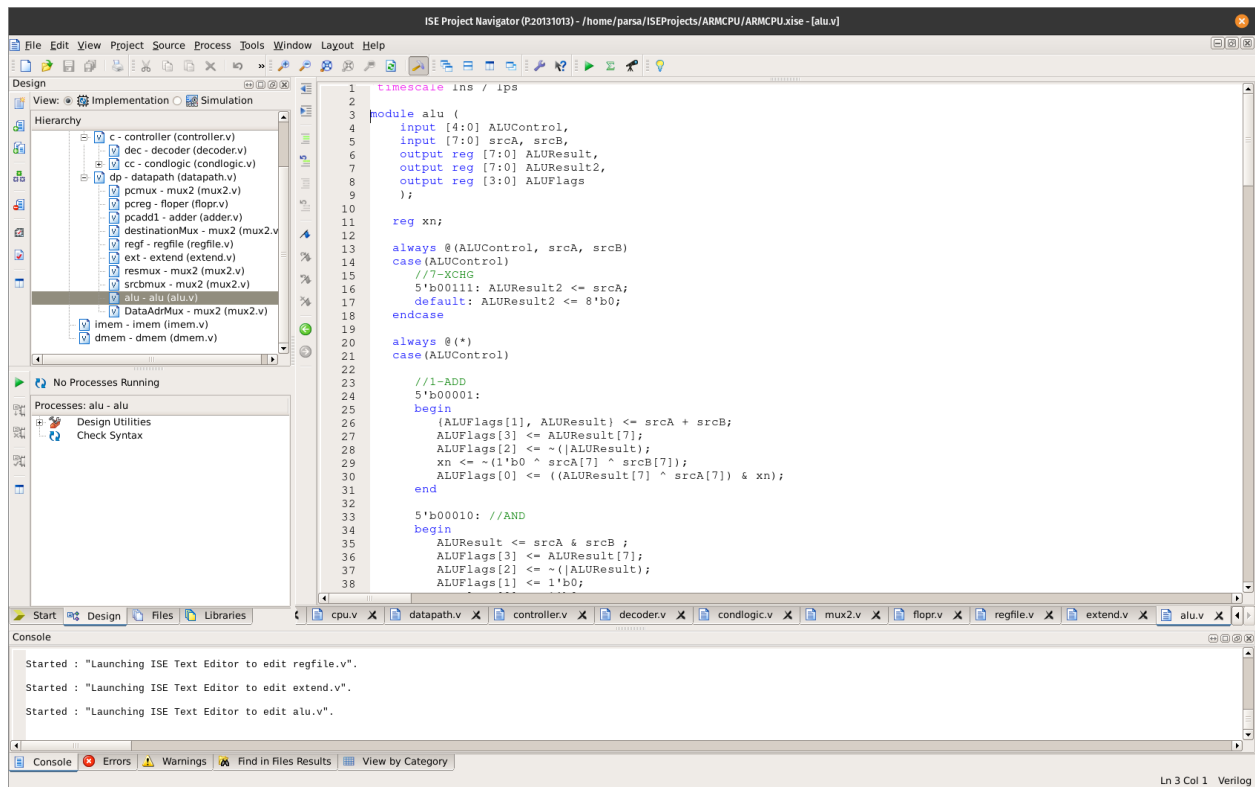 ISE Project Navigator (P.20131013) - /home/parsa/ISEProjects/ARMCPU/ARMCPU.xise - [alu.v]
File Edit View Project Source Process Tools Window Layout Help
Design
View: Implementation Simulation
Hierarchy
c - controller (controller.v)
dec - decoder (decoder.v)
cc - condlogic (condlogic.v)
dp - datapath (datapath.v)
pcmux - mux2 (mux2.v)
pcreg - floper (flopr.v)
pcadd1 - adder (adder.v)
destinationMux - mux2 (mux2.v
regf - regfile (regfile.v)
ext - extend (extend.v)
resmux - mux2 (mux2.v)
srcbmux - mux2 (mux2.v)
alu - alu (alu.v)
DataAdrMux - mux2 (mux2.v)
imem - imem (imem.v)
dmem - dmem (dmem.v)
No Processes Running
Processes: alu - alu
Design Utilities
Check Syntax
Start Design Files Libraries
1 timescale 1ns / 1ps
2
3 module alu (
4 input [4:0] ALUControl,
5 input [7:0] srcA, srcB,
6 output reg [7:0] ALUResult,
7 output reg [7:0] ALUResult2,
8 output reg [3:0] ALUFlags
9 );
10
11 reg xn;
12
13 always @(ALUControl, srcA, srcB)
14 case(ALUControl)
15 //7-XCHG
16 5'b00111: ALUResult2 <= srcA;
17 default: ALUResult2 <= 8'b0;
18 endcase
19
20 always @(*)
21 case(ALUControl)
22
23 //1-ADD
24 5'b00001:
25 begin
26 {ALUFlags[1], ALUResult} <= srcA + srcB;
27 ALUFlags[3] <= ALUResult[7];
28 ALUFlags[2] <= ~(|ALUResult);
29 xn <= ~(1'b0 ^ srcA[7] ^ srcB[7]);
30 ALUFlags[0] <= ((ALUResult[7] ^ srcA[7]) & xn);
31 end
32
33 5'b00010: //AND
34 begin
35 ALUResult <= srcA & srcB ;
36 ALUFlags[3] <= ALUResult[7];
37 ALUFlags[2] <= ~(|ALUResult);
38 ALUFlags[1] <= 1'b0;
cpu.v datapath.v controller.v decoder.v condlogic.v mux2.v flopr.v regfile.v extend.v alu.v
Console
Started : "Launching ISE Text Editor to edit regfile.v".
Started : "Launching ISE Text Editor to edit extend.v".
Started : "Launching ISE Text Editor to edit alu.v".
Console Errors Warnings Find in Files Results View by Category
Ln 3 Col 1 Verilog